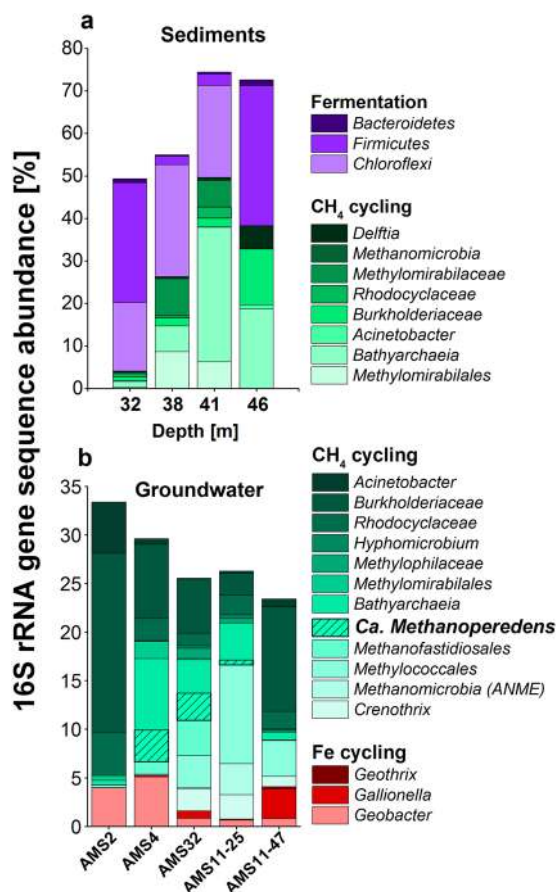 16S rRNA gene sequence abundance [%]
a
Sediments
80
70
60
50
40
30
20
10
0
32 38 41 46
Depth [m]
Fermentation
Bacteroidetes
Firmicutes
Chloroflexi
CH₄ cycling
Delftia
Methanomicrobia
Methylomirabilaceae
Rhodocyclaceae
Burkholderiaceae
Acinetobacter
Bathyarchaeia
Methylomirabilales
b
Groundwater
35
30
25
20
15
10
5
0
AMS2 AMS4 AMS32 AMS11-25 AMS11-47
CH₄ cycling
Acinetobacter
Burkholderiaceae
Rhodocyclaceae
Hyphomicrobium
Methylophilaceae
Methylomirabilales
Bathyarchaeia
Ca. Methanoperedens
Methanofastidiosales
Methylococcales
Methanomicrobia (ANME)
Crenothrix
Fe cycling
Geothrix
Gallionella
Geobacter